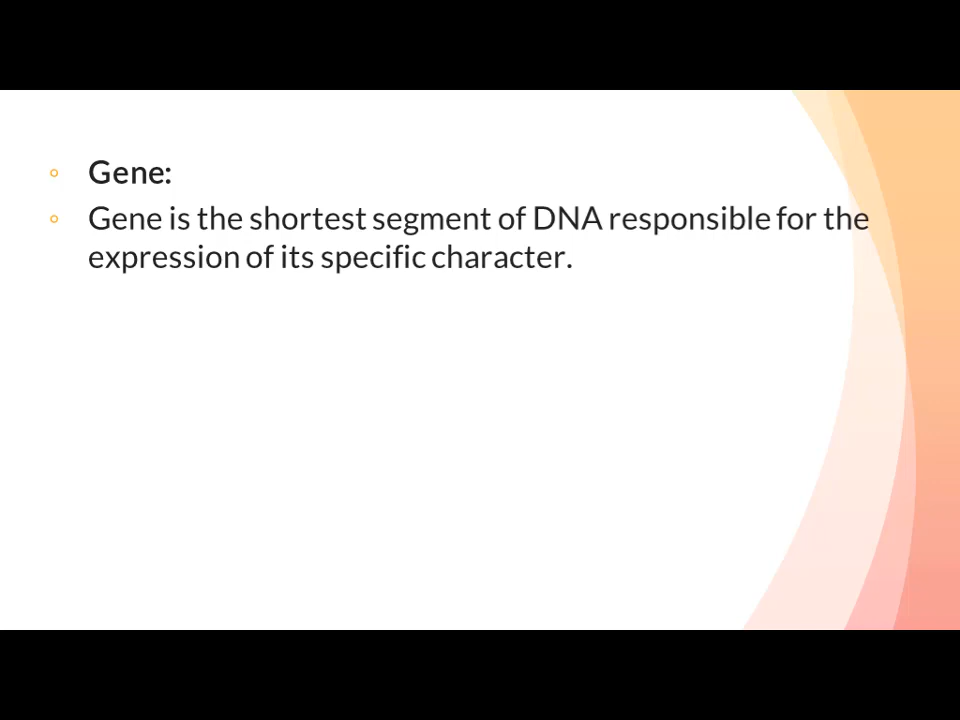 Gene:
Gene is the shortest segment of DNA responsible for the
expression of its specific character.